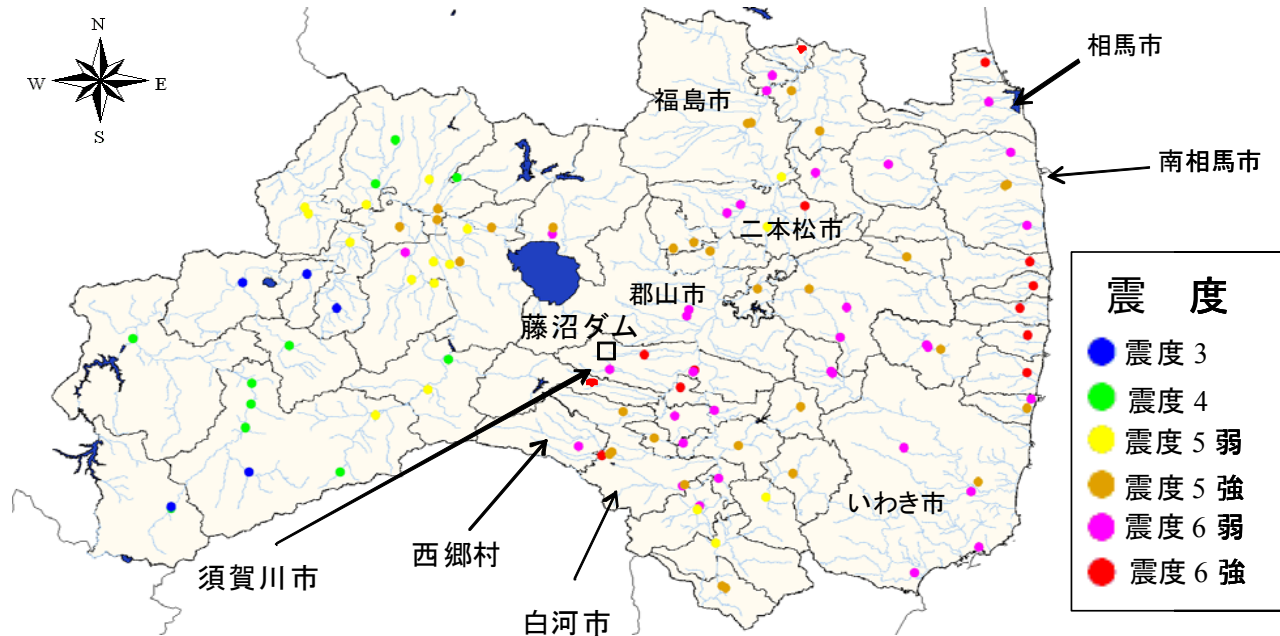 N
W
E
S
相馬市
福島市
南相馬市
二本松市
郡山市
藤沼ダム
いわき市
須賀川市
西郷村
白河市
震 度
震度 3
震度 4
震度 5 弱
震度 5 強
震度 6 弱
震度 6 強